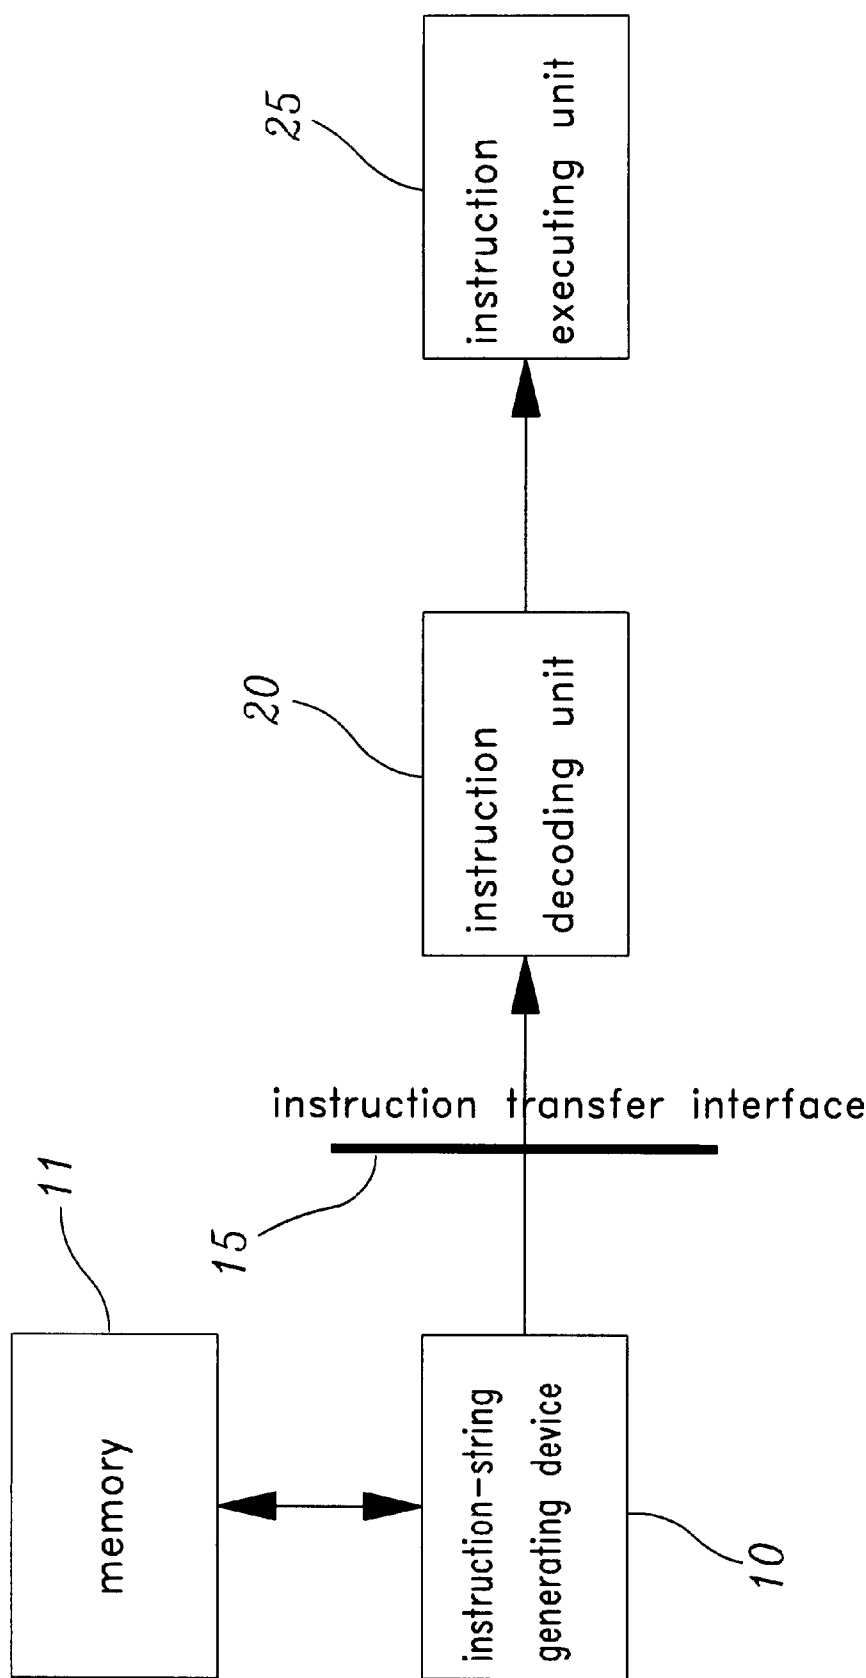 memory
11
instruction-string
generating device
10
15
instruction transfer interface
20
instruction
decoding unit
25
instruction
executing unit